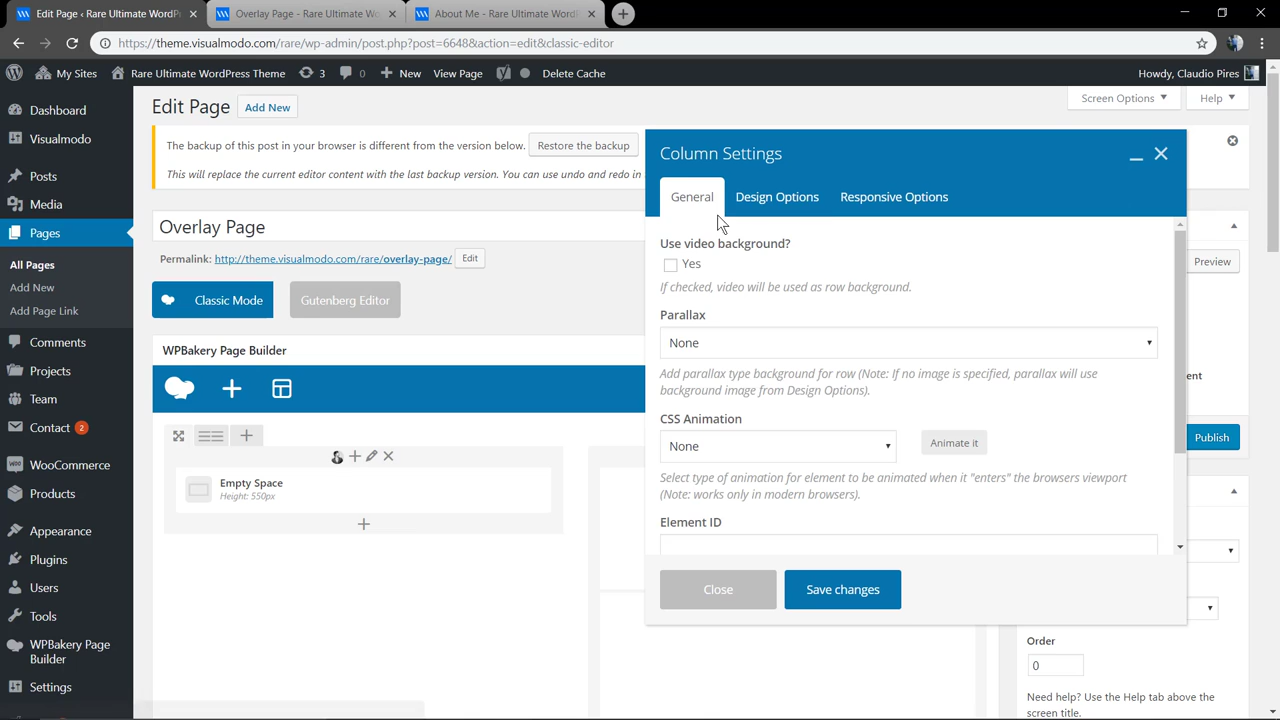 Edit Page ‹ Rare Ultimate WordP
Overlay Page - Rare Ultimate Wo
About Me - Rare Ultimate WordP
https://theme.visualmodo.com/rare/wp-admin/post.php?post=6648&action=edit&classic-editor
My Sites
Rare Ultimate WordPress Theme
3
0
New
View Page
Delete Cache
Howdy, Claudio Pires
Dashboard
Visualmodo
Posts
Media
Pages
All Pages
Add New
Add Page Link
Comments
Projects
Team
Contact 2
WooCommerce
Products
Appearance
Plugins
Users
Tools
WPBakery Page
Builder
Settings
Edit Page
Add New
Screen Options
Help
The backup of this post in your browser is different from the version below.
Restore the backup
This will replace the current editor content with the last backup version. You can use undo and redo in
Overlay Page
Permalink: http://theme.visualmodo.com/rare/overlay-page/
Edit
Classic Mode
Gutenberg Editor
WPBakery Page Builder
Empty Space
Height: 550px
Column Settings
General
Design Options
Responsive Options
Use video background?
Yes
If checked, video will be used as row background.
Parallax
None
Add parallax type background for row (Note: If no image is specified, parallax will use
background image from Design Options).
CSS Animation
None
Animate it
Select type of animation for element to be animated when it "enters" the browsers viewport
(Note: works only in modern browsers).
Element ID
Close
Save changes
Preview
Publish
Order
0
Need help? Use the Help tab above the
screen title.